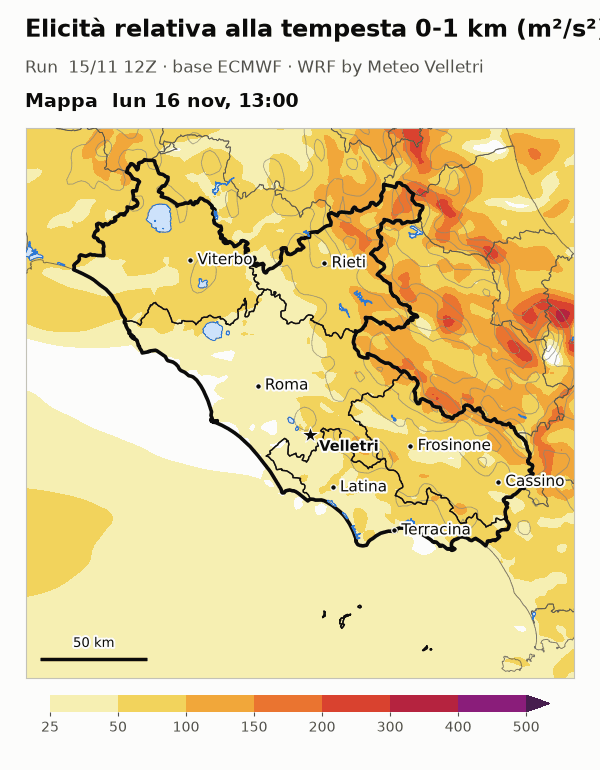 Elicità relativa alla tempesta 0-1 km (m²/s²)
Run 15/11 12Z · base ECMWF · WRF by Meteo Velletri
Mappa lun 16 nov, 13:00
Viterbo
Rieti
Roma
Velletri
Frosinone
Cassino
Latina
Terracina
50 km
25 50 100 150 200 300 400 500